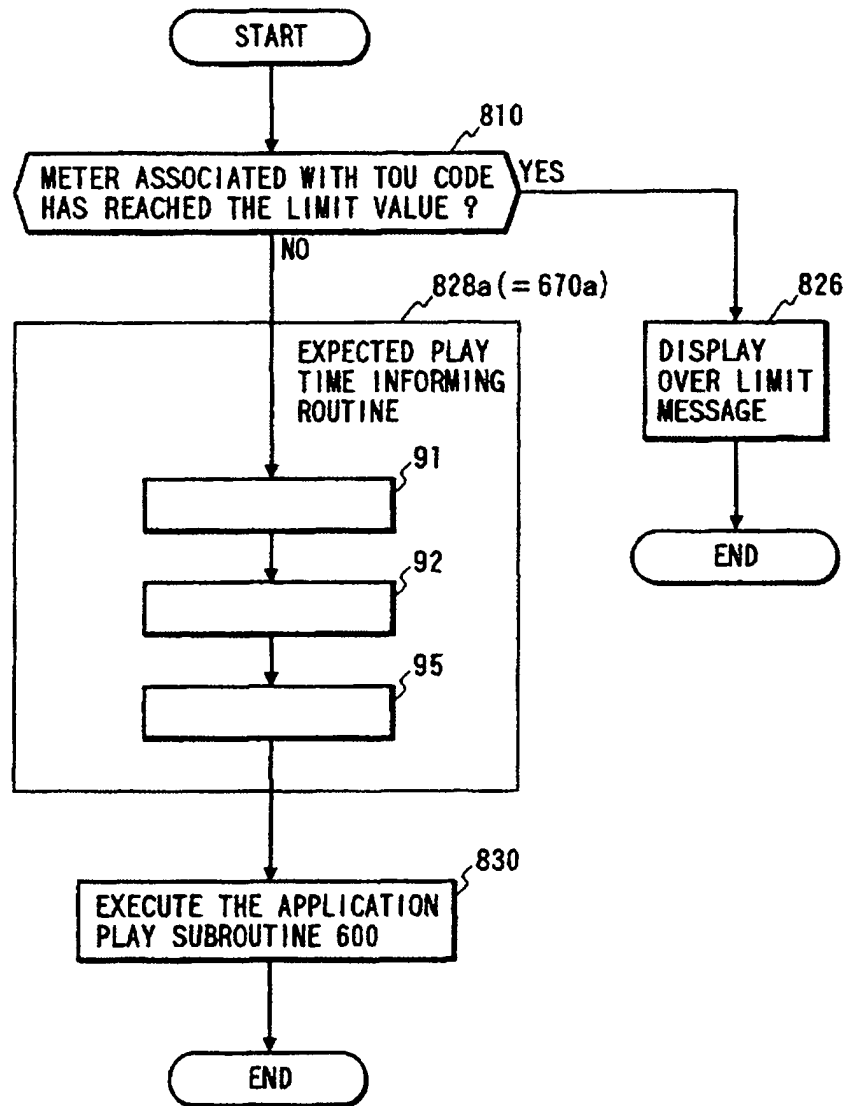 START
810
METER ASSOCIATED WITH TOU CODE
HAS REACHED THE LIMIT VALUE ?
YES
NO
828a(=670a)
826
EXPECTED PLAY
TIME INFORMING
ROUTINE
DISPLAY
OVER LIMIT
MESSAGE
91
92
END
95
830
EXECUTE THE APPLICATION
PLAY SUBROUTINE 600
END